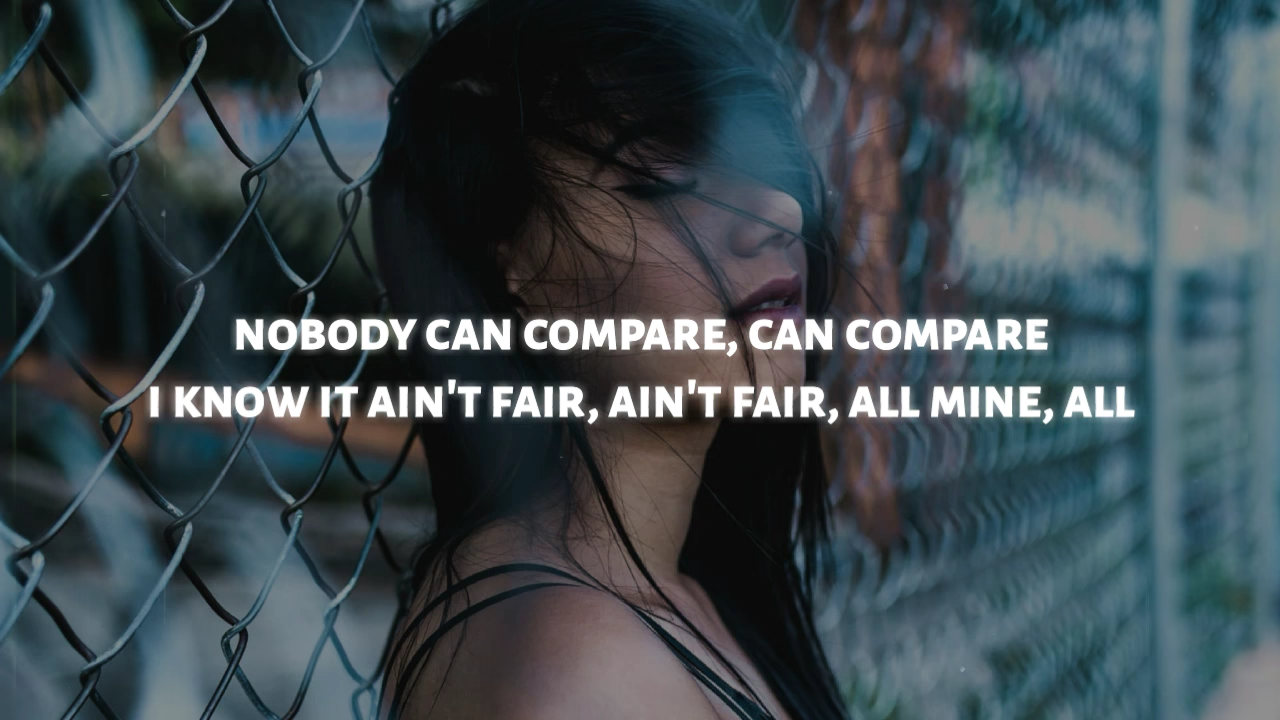 NOBODY CAN COMPARE, CAN COMPARE
I KNOW IT AIN'T FAIR, AIN'T FAIR, ALL MINE, ALL